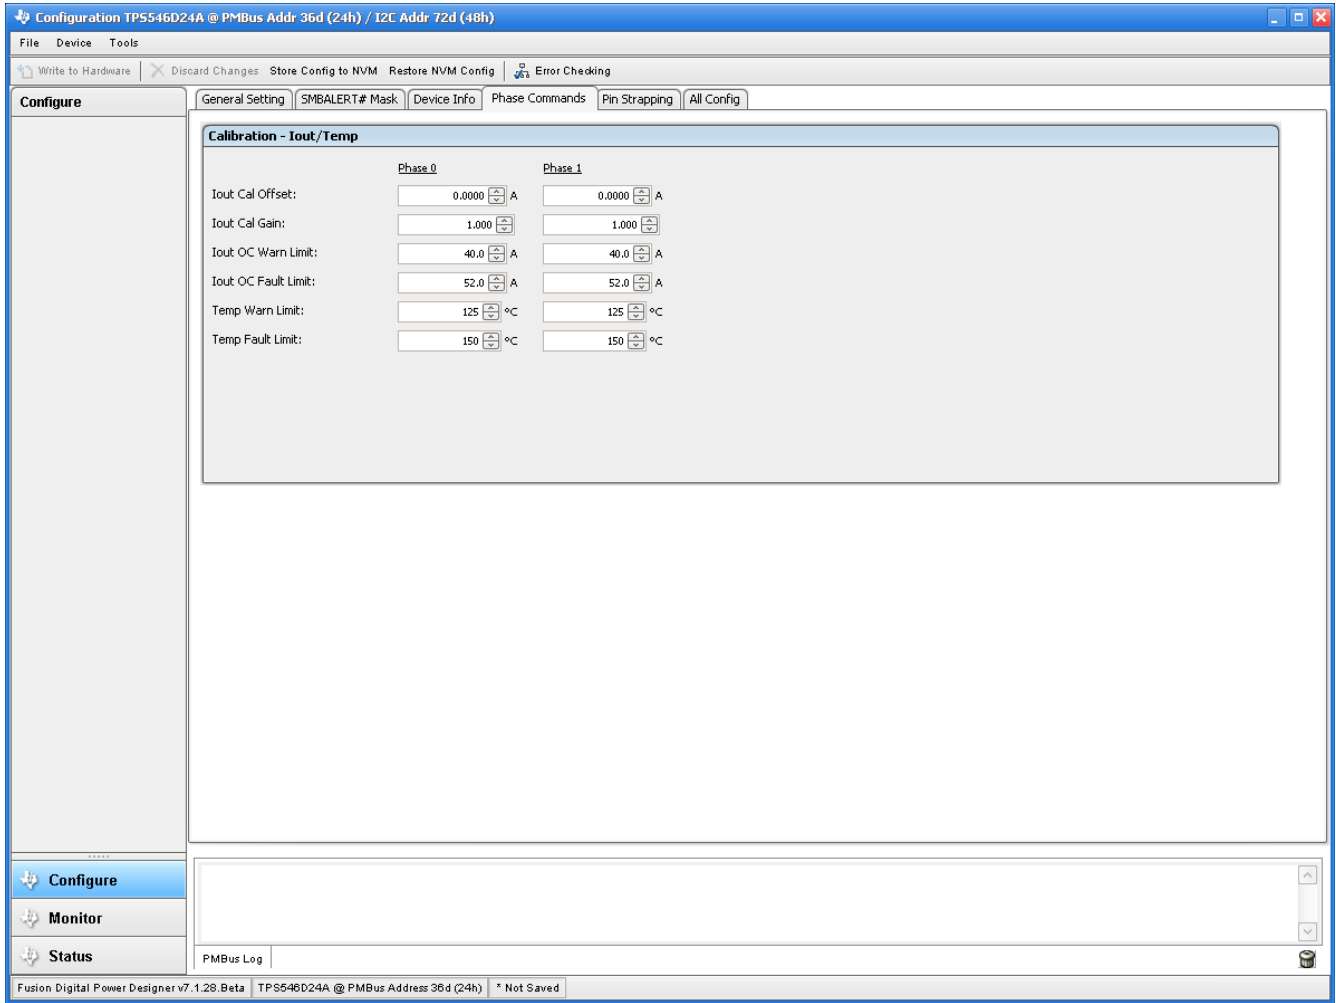 Configuration TPS546D24A @ PMBus Addr 36d (24h) / I2C Addr 72d (48h)
File Device Tools
Write to Hardware Discard Changes Store Config to NVM Restore NVM Config Error Checking
Configure
General Setting SMBALERT# Mask Device Info Phase Commands Pin Strapping All Config
Calibration - Iout/Temp
Phase 0 Phase 1
Iout Cal Offset: 0.0000 A 0.0000 A
Iout Cal Gain: 1.000 1.000
Iout OC Warn Limit: 40.0 A 40.0 A
Iout OC Fault Limit: 52.0 A 52.0 A
Temp Warn Limit: 125 ºC 125 ºC
Temp Fault Limit: 150 ºC 150 ºC
Configure
Monitor
Status
PMBus Log
Fusion Digital Power Designer v7.1.28.Beta TPS546D24A @ PMBus Address 36d (24h) * Not Saved